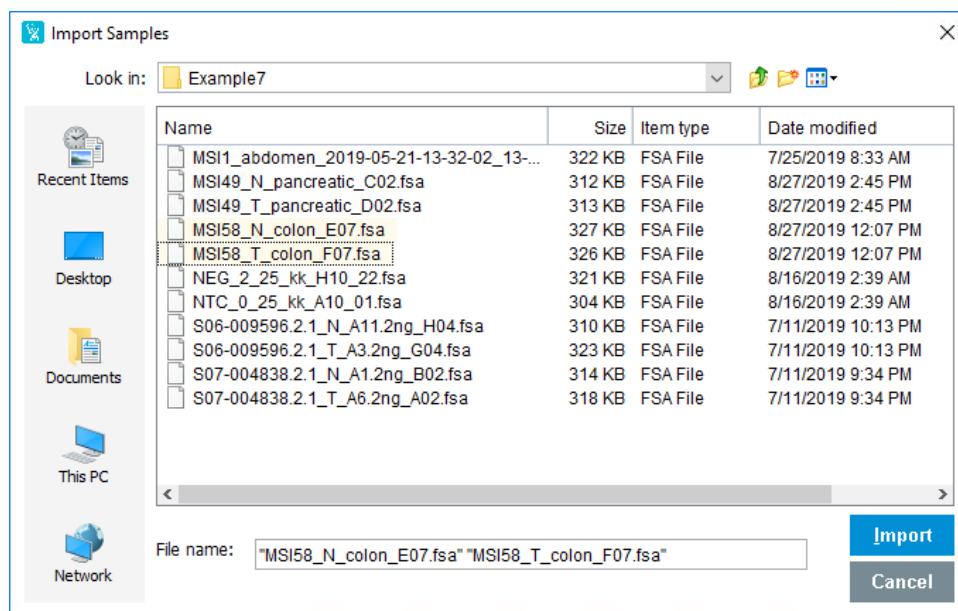 Import Samples
Look in: Example7
Name Size Item type Date modified
MSI1_abdomen_2019-05-21-13-32-02_13-... 322 KB FSA File 7/25/2019 8:33 AM
MSI49_N_pancreatic_C02.fsa 312 KB FSA File 8/27/2019 2:45 PM
MSI49_T_pancreatic_D02.fsa 313 KB FSA File 8/27/2019 2:45 PM
MSI58_N_colon_E07.fsa 327 KB FSA File 8/27/2019 12:07 PM
MSI58_T_colon_F07.fsa 326 KB FSA File 8/27/2019 12:07 PM
NEG_2_25_kk_H10_22.fsa 321 KB FSA File 8/16/2019 2:39 AM
NTC_0_25_kk_A10_01.fsa 304 KB FSA File 8/16/2019 2:39 AM
S06-009596.2.1_N_A11.2ng_H04.fsa 310 KB FSA File 7/11/2019 10:13 PM
S06-009596.2.1_T_A3.2ng_G04.fsa 323 KB FSA File 7/11/2019 10:13 PM
S07-004838.2.1_N_A1.2ng_B02.fsa 314 KB FSA File 7/11/2019 9:34 PM
S07-004838.2.1_T_A6.2ng_A02.fsa 318 KB FSA File 7/11/2019 9:34 PM
Recent Items
Desktop
Documents
This PC
Network
File name: "MSI58_N_colon_E07.fsa" "MSI58_T_colon_F07.fsa"
Import
Cancel